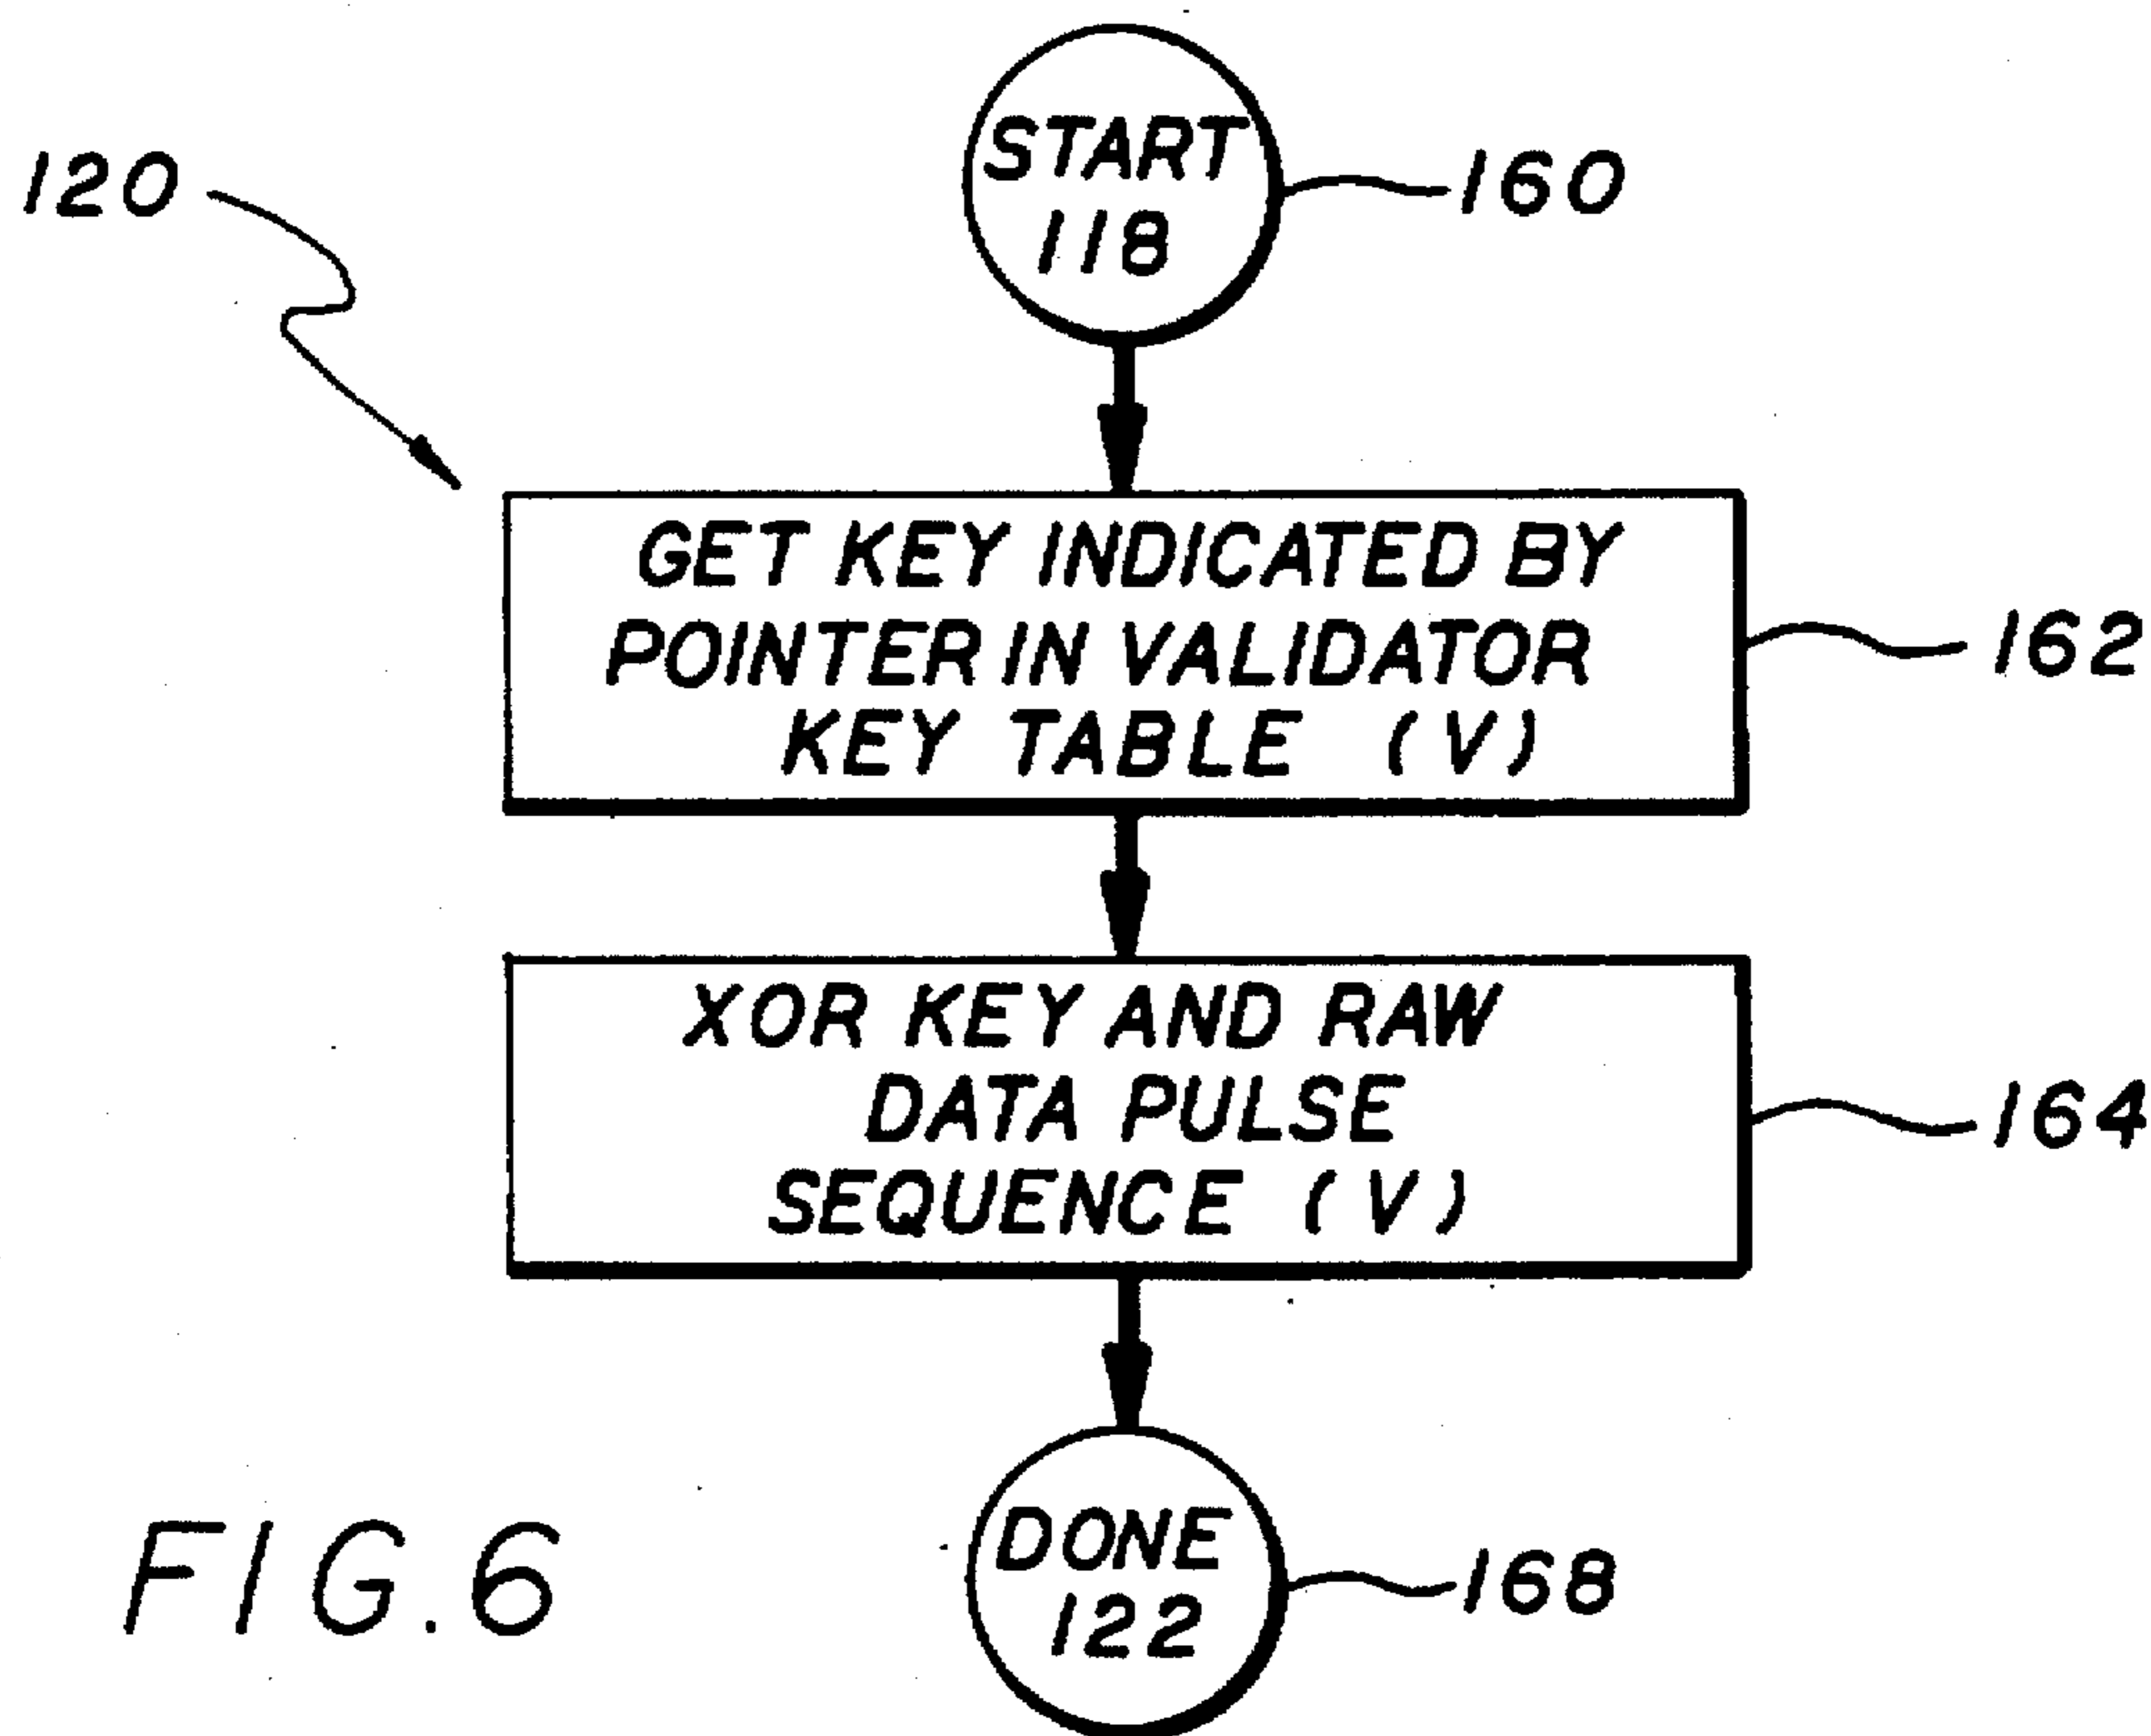 120
START
118
160
GET KEY INDICATED BY
POINTER IN VALIDATOR
KEY TABLE (V)
162
XOR KEY AND RAW
DATA PULSE
SEQUENCE (V)
164
DONE
122
168
FIG.6